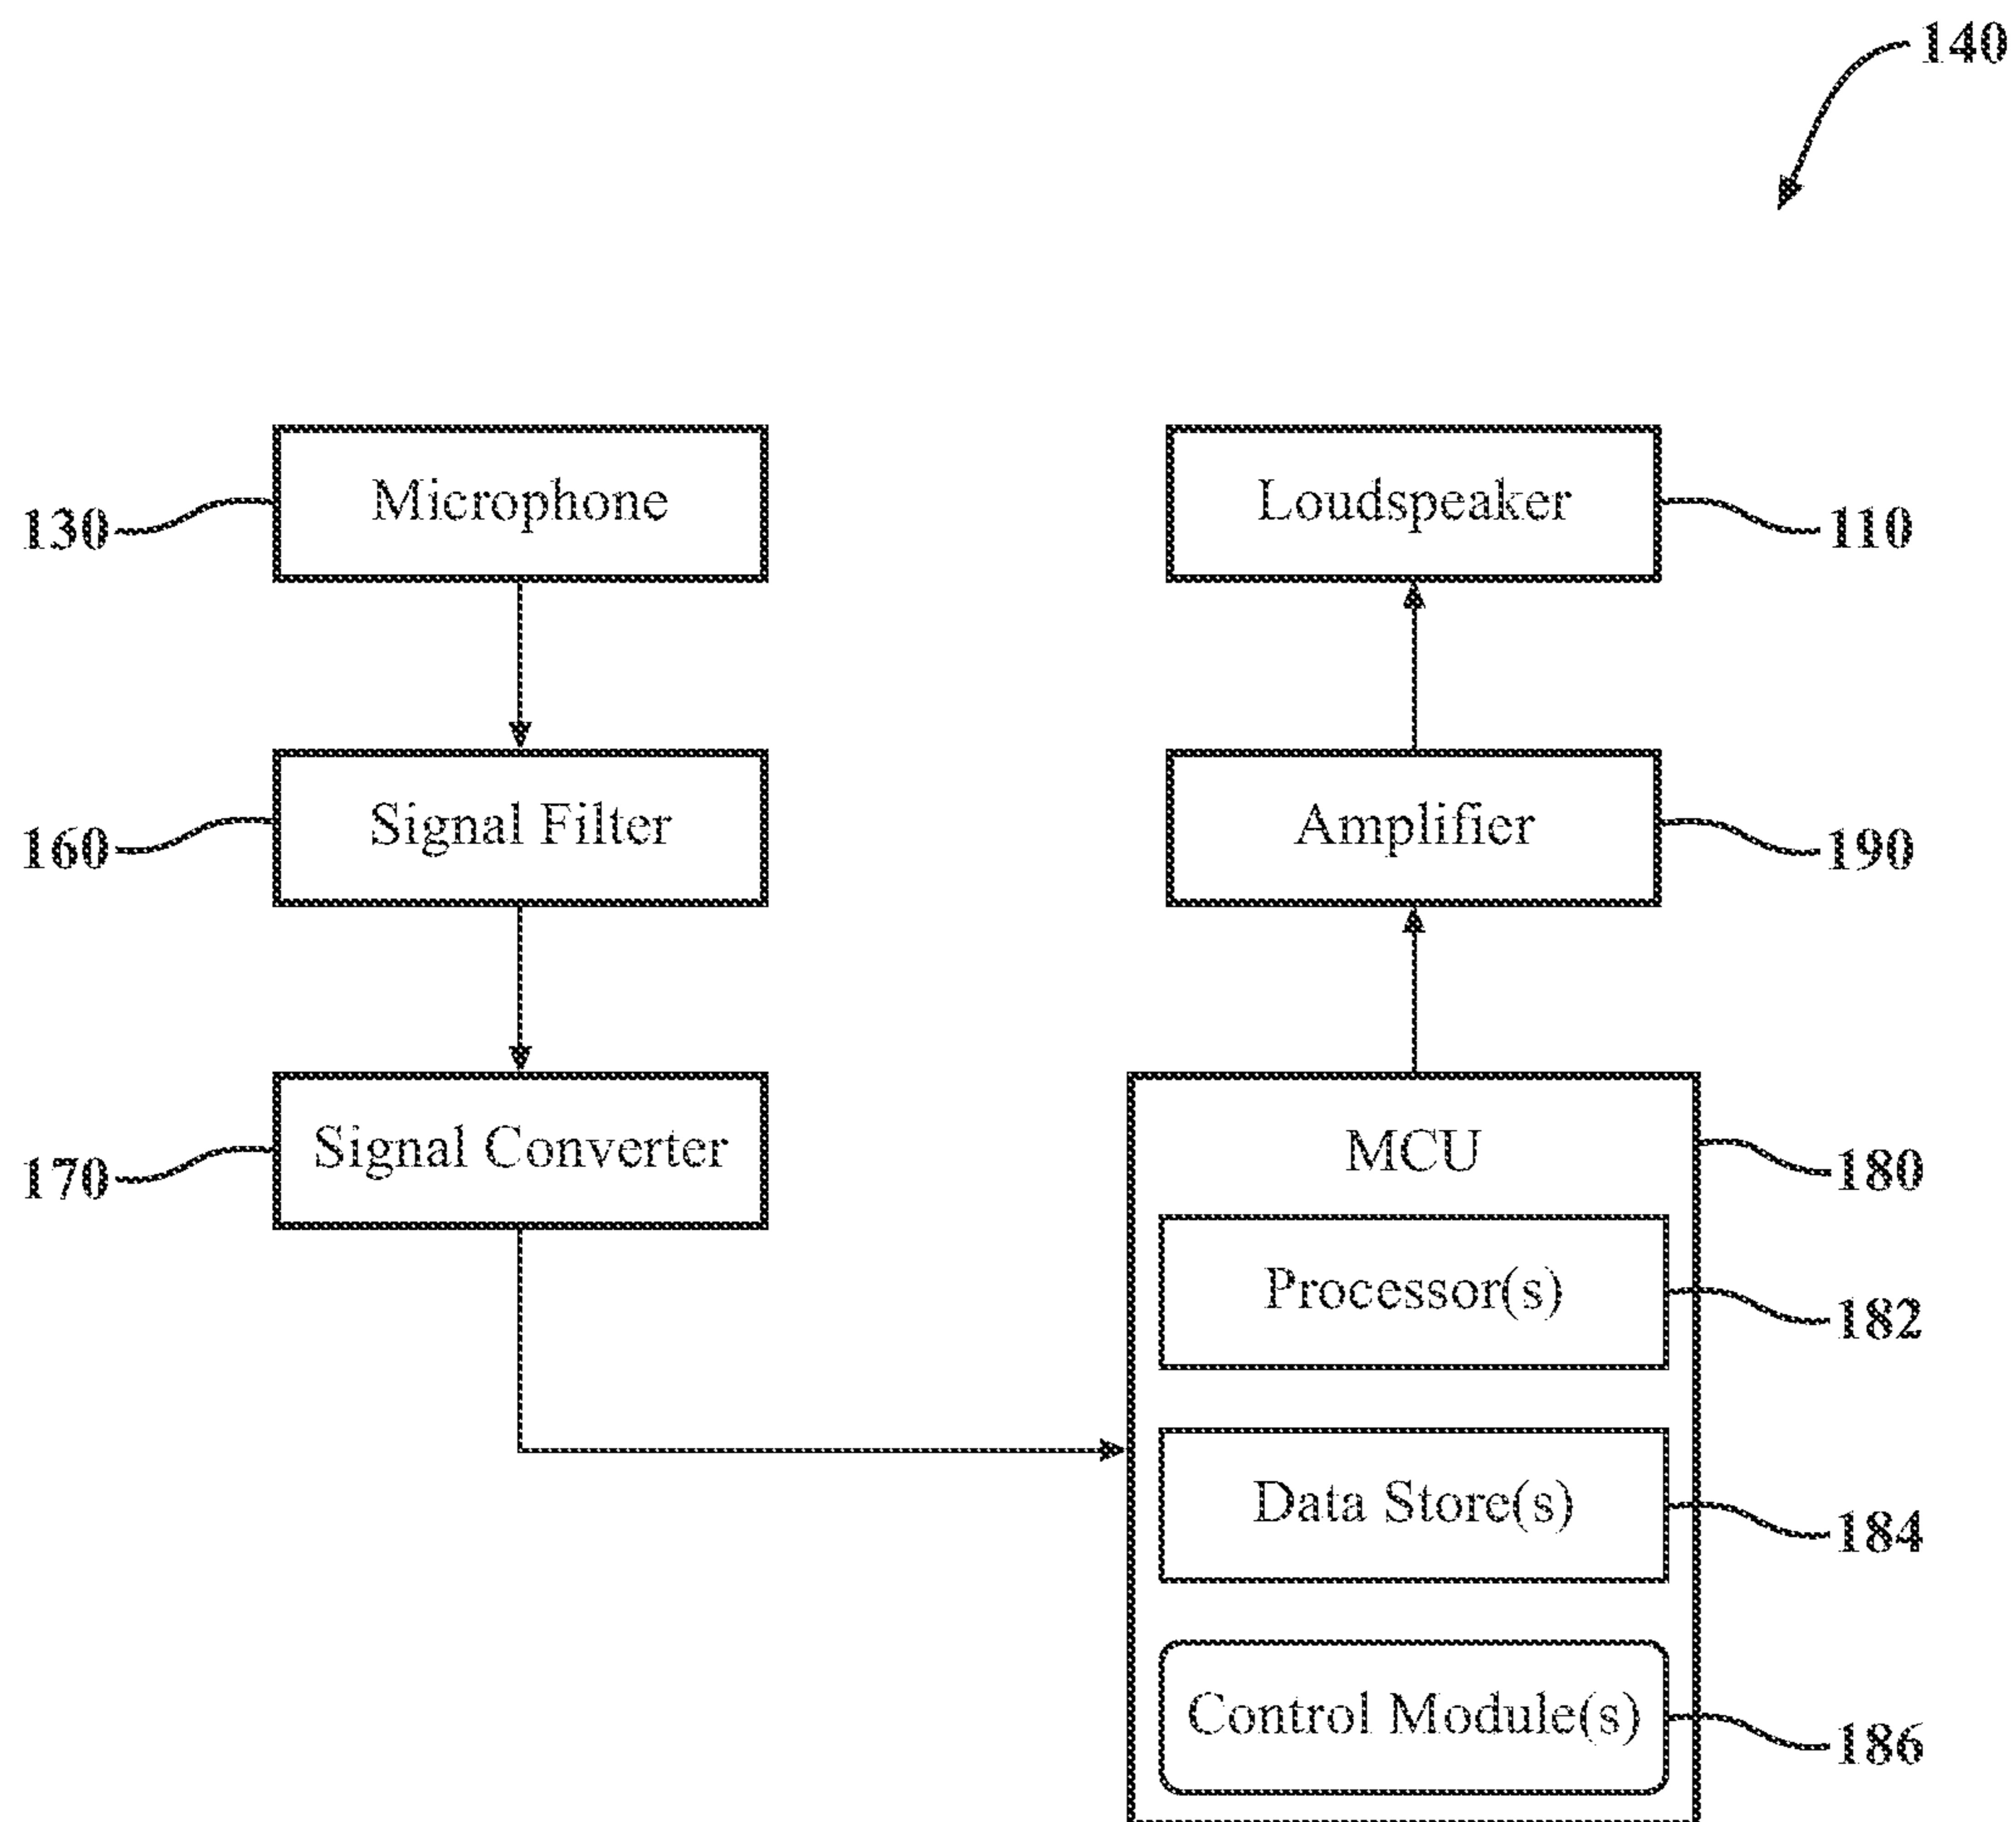 140
Microphone
130
Loudspeaker
110
Signal Filter
160
Amplifier
190
Signal Converter
170
MCU
180
Processor(s)
182
Data Store(s)
184
Control Module(s)
186